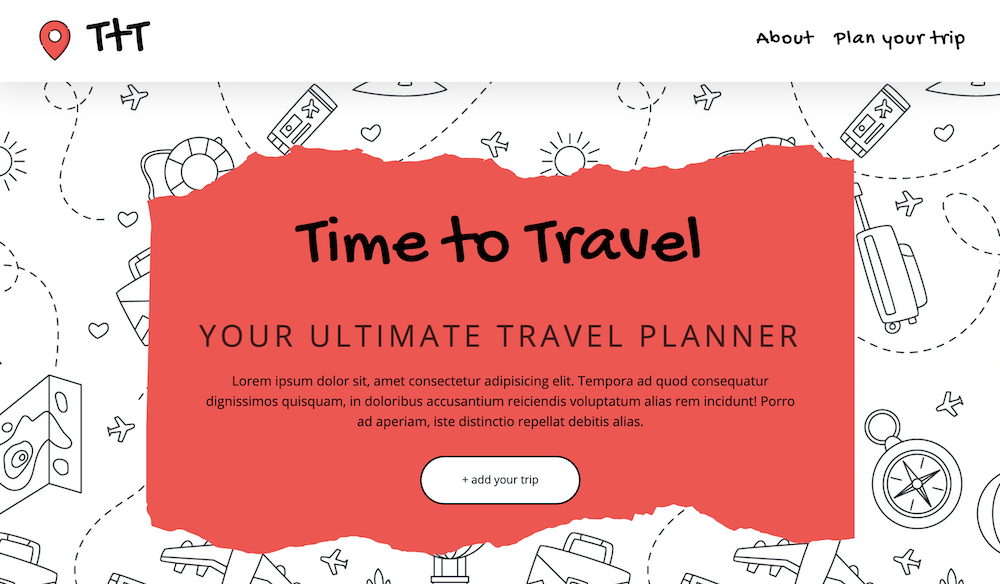 TtT
About
Plan your trip
Time to Travel
YOUR ULTIMATE TRAVEL PLANNER
Lorem ipsum dolor sit, amet consectetur adipisicing elit. Tempora ad quod consequatur
dignissimos quisquam, in doloribus accusantium reiciendis voluptatum alias rem incidunt! Porro
ad aperiam, iste distinctio repellat debitis alias.
+ add your trip